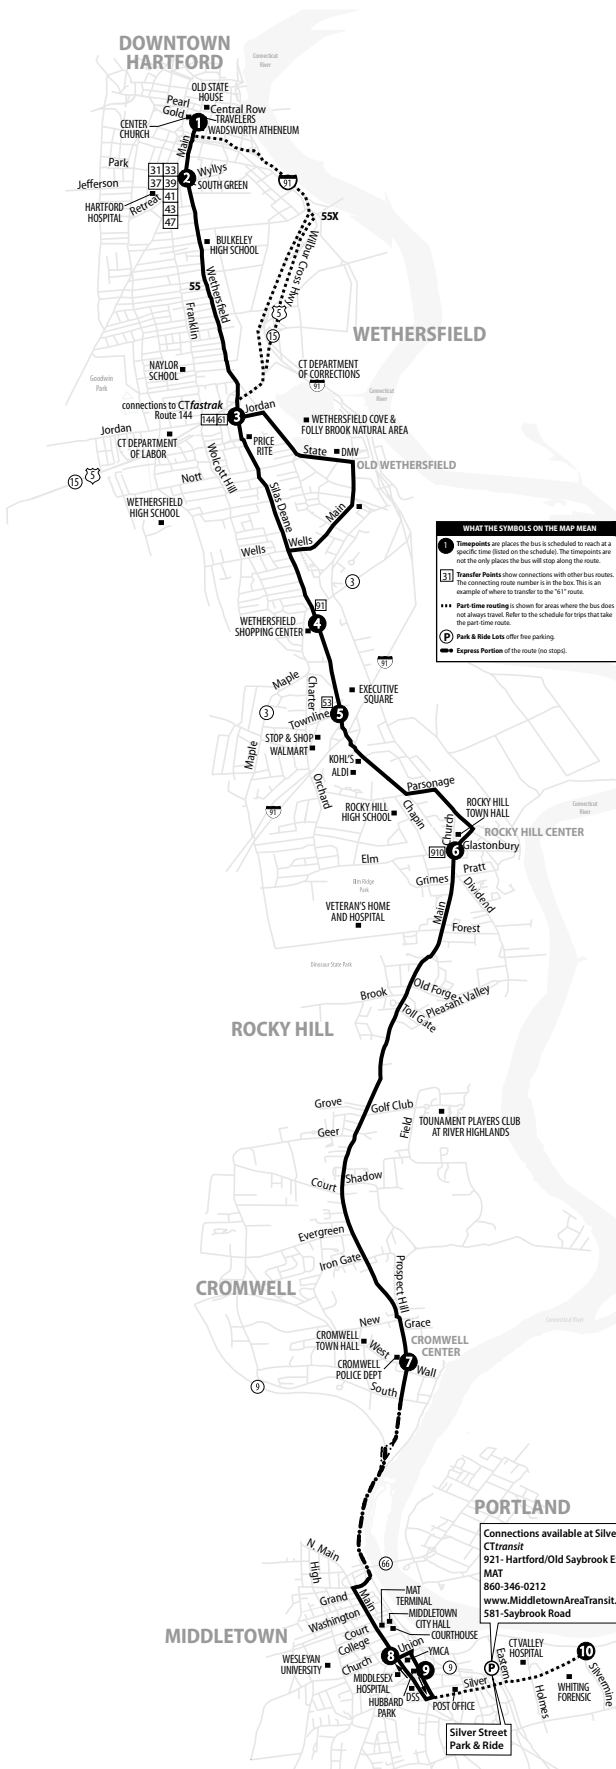 DOWNTOWN
HARTFORD
Connecticut
River
OLD STATE
HOUSE
Pearl
Gold
Central Row
TRAVELERS
WADSWORTH ATHENEUM
CENTER
CHURCH
1
Main
Park
Jefferson
31 33
37 39
41
43
47
2
Wyllys
SOUTH GREEN
91
HARTFORD
HOSPITAL
Retreat
55X
BULKELEY
HIGH SCHOOL
Wilbur Cross Hwy
55
Wethersfield
Franklin
5
15
WETHERSFIELD
NAYLOR
SCHOOL
CT DEPARTMENT
OF CORRECTIONS
91
Goodwin
Park
Connecticut
River
connections to CTfastrak
Route 144
144 61
3
Jordan
WETHERSFIELD COVE &
FOLLY BROOK NATURAL AREA
Jordan
CT DEPARTMENT
OF LABOR
PRICE
RITE
State
DMV
OLD WETHERSFIELD
Wolcott Hill
15
5
Nott
Silas Deane
WETHERSFIELD
HIGH SCHOOL
Main
Wells
Wells
3
WHAT THE SYMBOLS ON THE MAP MEAN
1
Timepoints are places the bus is scheduled to reach at a
specific time (listed on the schedule). The timepoints are
not the only places the bus will stop along the route.
31
Transfer Points show connections with other bus routes.
The connecting route number is in the box. This is an
example of where to transfer to the "61" route.
Part-time routing is shown for areas where the bus does
not always travel. Refer to the schedule for trips that take
the part-time route.
P
Park & Ride Lots offer free parking.
Express Portion of the route (no stops).
91
WETHERSFIELD
SHOPPING CENTER
4
91
Maple
Charter
EXECUTIVE
SQUARE
53
3
Townline
5
STOP & SHOP
WALMART
Maple
KOHL'S
ALDI
Orchard
Parsonage
91
ROCKY HILL
HIGH SCHOOL
Chapin
Church
ROCKY HILL
TOWN HALL
Connecticut
River
ROCKY HILL CENTER
910
6
Glastonbury
Elm
Pratt
Elm Ridge
Park
Grimes
Dividend
VETERAN'S HOME
AND HOSPITAL
Main
Forest
Dinosaur State Park
Brook
Old Forge
Pleasant Valley
Toll Gate
ROCKY HILL
Grove
Golf Club
Geer
Field
TOUNAMENT PLAYERS CLUB
AT RIVER HIGHLANDS
Court
Shadow
Evergreen
Iron Gate
Prospect Hill
CROMWELL
New
Grace
Connecticut River
CROMWELL
TOWN HALL
West
CROMWELL
CENTER
7
CROMWELL
POLICE DEPT
Wall
South
9
PORTLAND
Connections available at Silve
CTtransit
921- Hartford/Old Saybrook E
MAT
860-346-0212
www.MiddletownAreaTransit.
581-Saybrook Road
N. Main
High
66
Grand
Main
MAT
TERMINAL
Washington
MIDDLETOWN
CITY HALL
MIDDLETOWN
Court
COURTHOUSE
College
Union
YMCA
8
WESLEYAN
UNIVERSITY
Church
9
9
MIDDLESEX
HOSPITAL
DSS
HUBBARD
PARK
Silver
POST OFFICE
P
Eastern
CT VALLEY
HOSPITAL
10
Silvermine
Holmes
WHITING
FORENSIC
Silver Street
Park & Ride